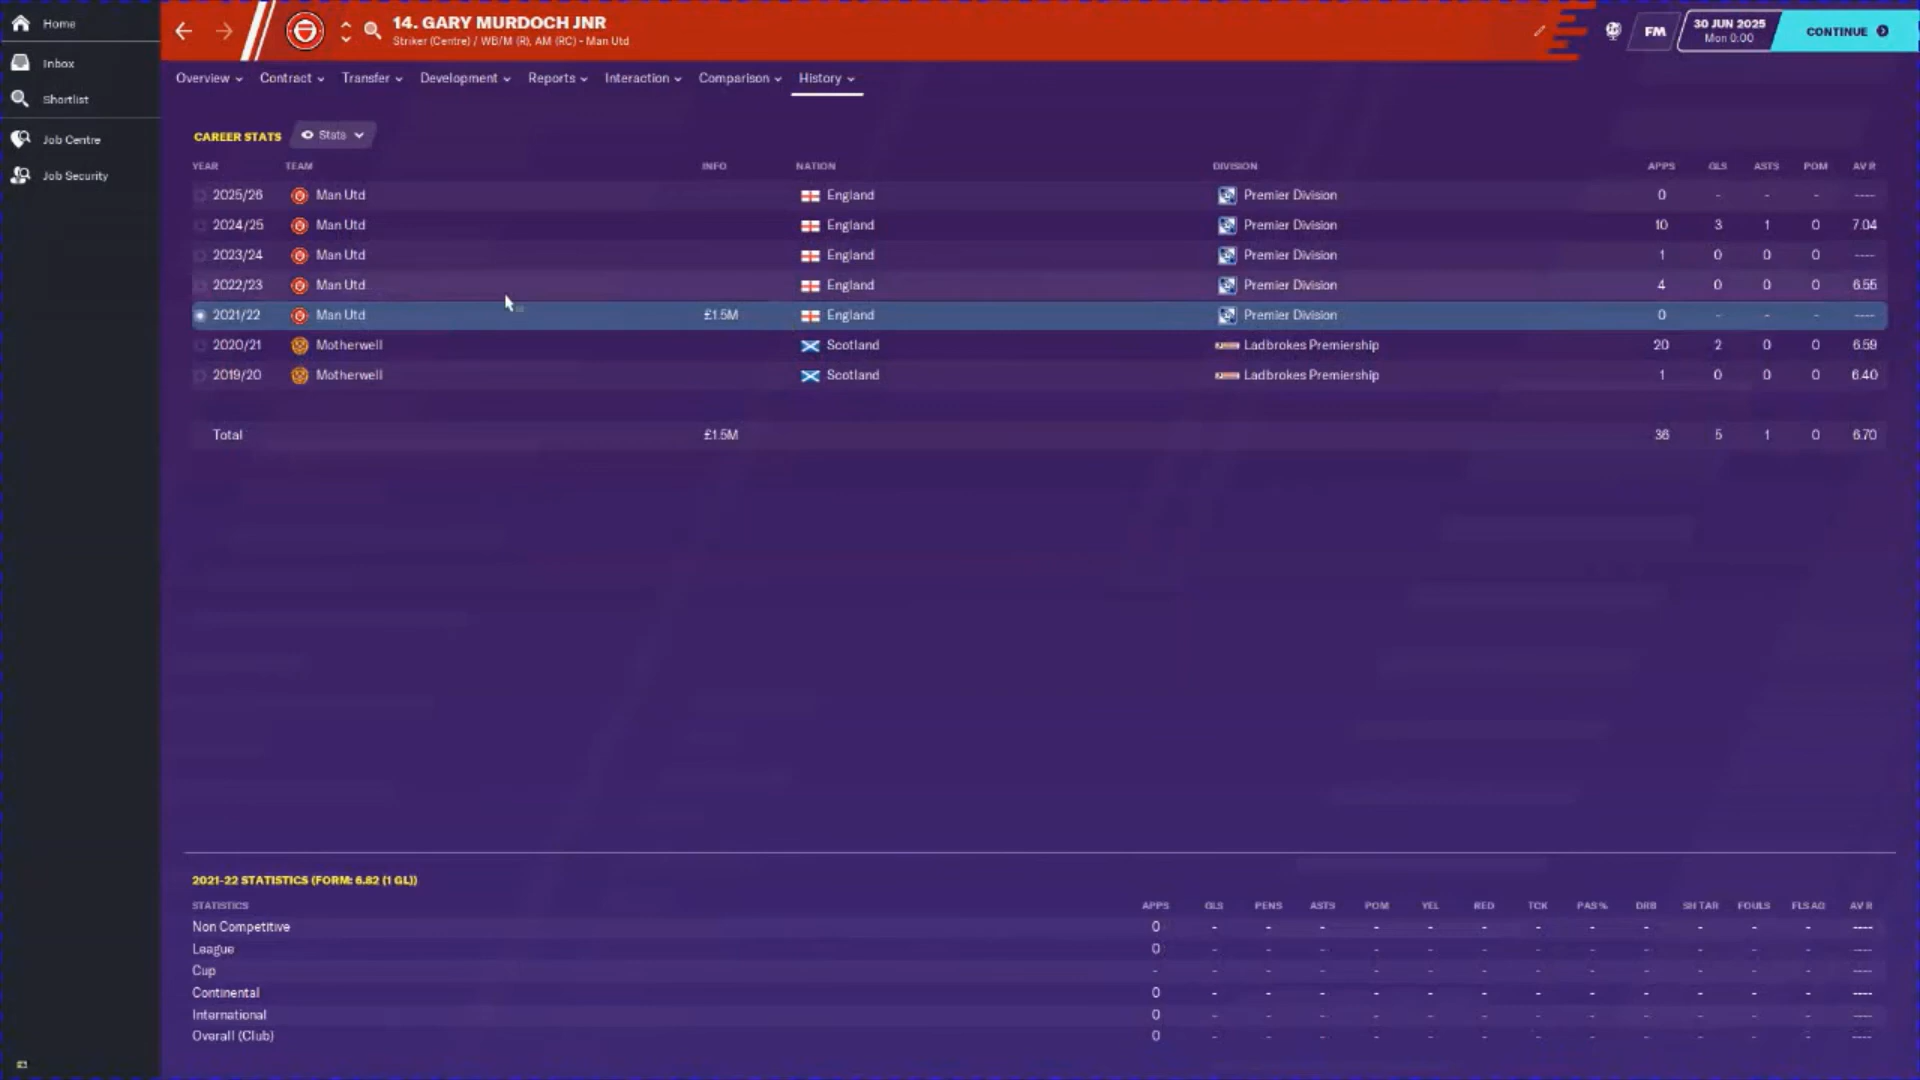 Home
Inbox
Shortlist
Job Centre
Job Security
14. GARY MURDOCH JNR
Striker (Centre) / WB/M (R), AM (RC) - Man Utd
FM
30 JUN 2025
Mon 0:00
CONTINUE
Overview Contract Transfer Development Reports Interaction Comparison History
CAREER STATS Stats
YEAR TEAM INFO NATION DIVISION APPS GLS ASTS POM AV R
2025/26 Man Utd England Premier Division 0 - - - ----
2024/25 Man Utd England Premier Division 10 3 1 0 7.04
2023/24 Man Utd England Premier Division 1 0 0 0 ----
2022/23 Man Utd England Premier Division 4 0 0 0 6.55
2021/22 Man Utd £1.5M England Premier Division 0 - - - ----
2020/21 Motherwell Scotland Ladbrokes Premiership 20 2 0 0 6.59
2019/20 Motherwell Scotland Ladbrokes Premiership 1 0 0 0 6.40
Total £1.5M 36 5 1 0 6.70
2021-22 STATISTICS (FORM: 6.82 (1 GL))
STATISTICS APPS GLS PENS ASTS POM YEL RED TCK PAS % DRB SH TAR FOULS FLS AG AV R
Non Competitive 0 - - - - - - - - - - - - ----
League 0 - - - - - - - - - - - - ----
Cup - - - - - - - - - - - - - ----
Continental 0 - - - - - - - - - - - - ----
International 0 - - - - - - - - - - - - ----
Overall (Club) 0 - - - - - - - - - - - - ----